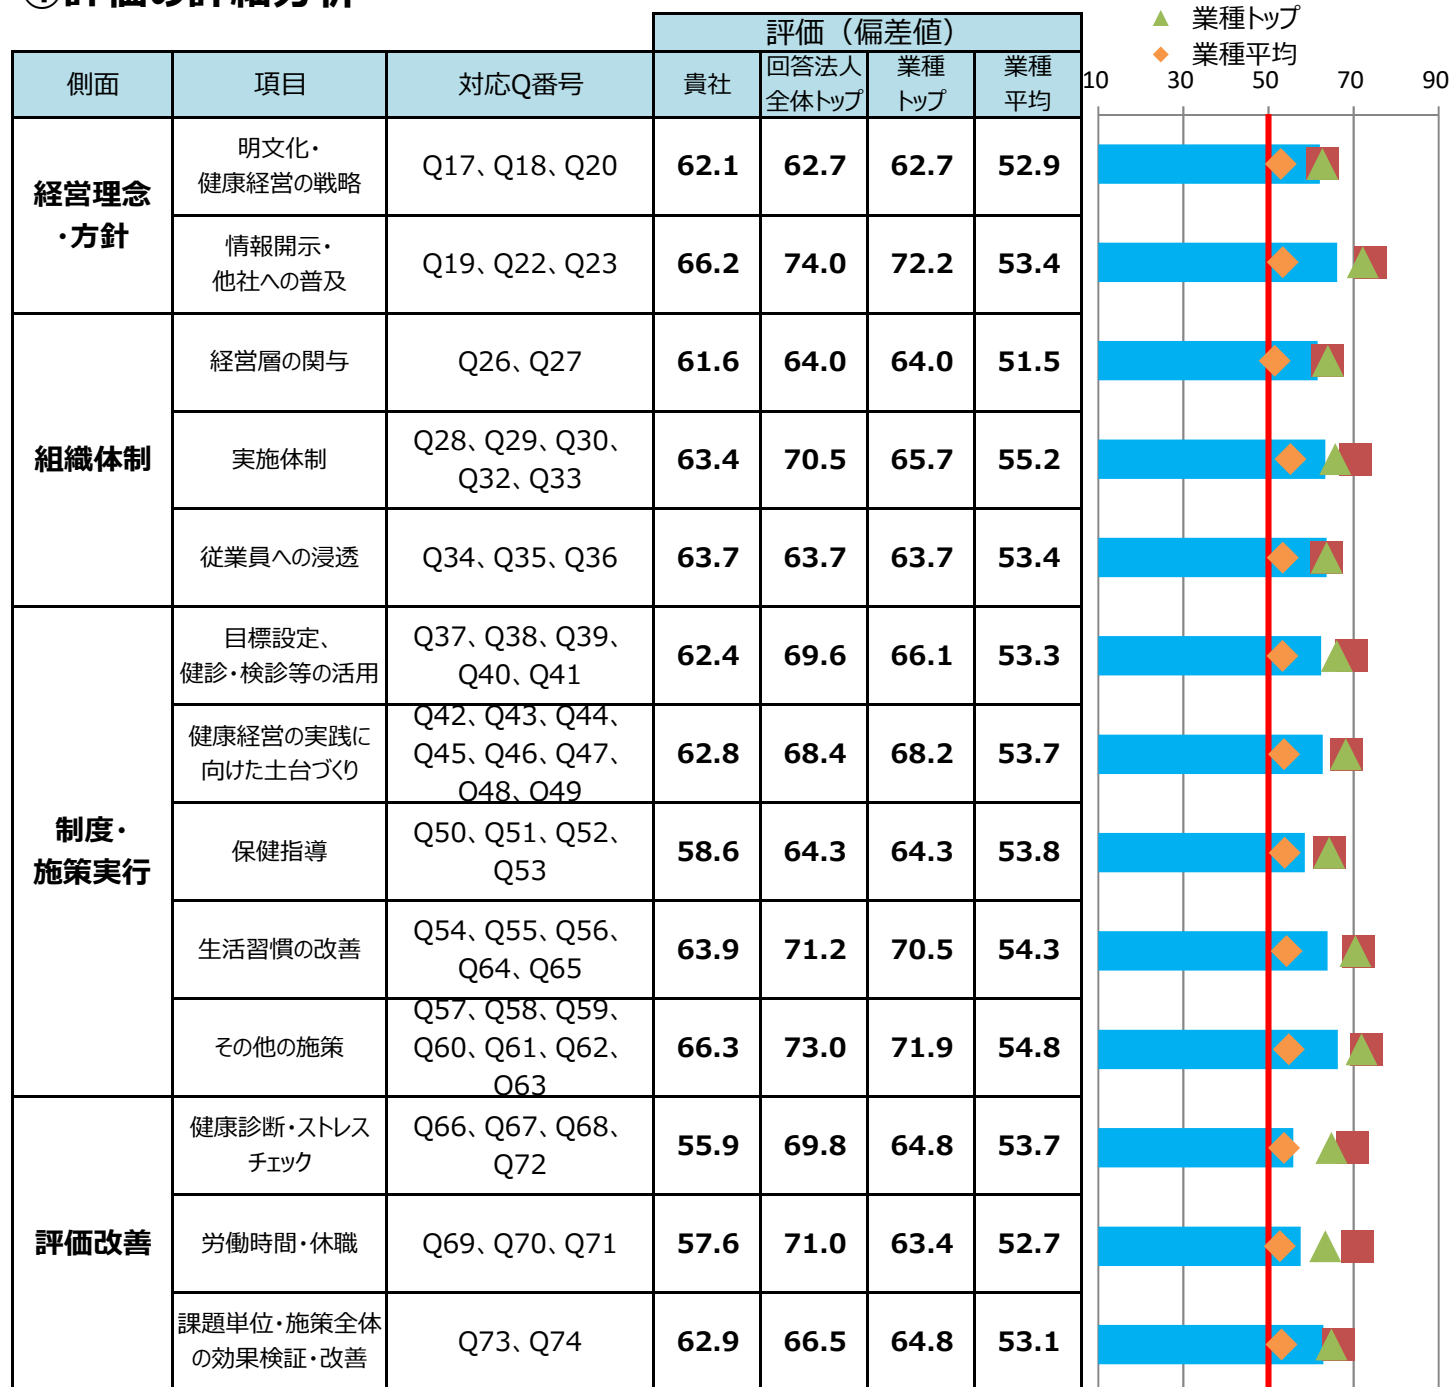 ①評価の詳細分析
▲ 業種トップ
◆ 業種平均
評価（偏差値）
側面 項目 対応Q番号 貴社 回答法人 業種 業種
全体トップ トップ 平均
10 30 50 70 90
経営理念
・方針
明文化・
健康経営の戦略
Q17、Q18、Q20 62.1 62.7 62.7 52.9
情報開示・
他社への普及
Q19、Q22、Q23 66.2 74.0 72.2 53.4
組織体制
経営層の関与 Q26、Q27 61.6 64.0 64.0 51.5
実施体制
Q28、Q29、Q30、
Q32、Q33
63.4 70.5 65.7 55.2
従業員への浸透 Q34、Q35、Q36 63.7 63.7 63.7 53.4
制度・
施策実行
目標設定、
健診・検診等の活用
Q37、Q38、Q39、
Q40、Q41
62.4 69.6 66.1 53.3
健康経営の実践に
向けた土台づくり
Q42、Q43、Q44、
Q45、Q46、Q47、
Q48、Q49
62.8 68.4 68.2 53.7
保健指導
Q50、Q51、Q52、
Q53
58.6 64.3 64.3 53.8
生活習慣の改善
Q54、Q55、Q56、
Q64、Q65
63.9 71.2 70.5 54.3
その他の施策
Q57、Q58、Q59、
Q60、Q61、Q62、
Q63
66.3 73.0 71.9 54.8
評価改善
健康診断・ストレス
チェック
Q66、Q67、Q68、
Q72
55.9 69.8 64.8 53.7
労働時間・休職 Q69、Q70、Q71 57.6 71.0 63.4 52.7
課題単位・施策全体
の効果検証・改善
Q73、Q74 62.9 66.5 64.8 53.1